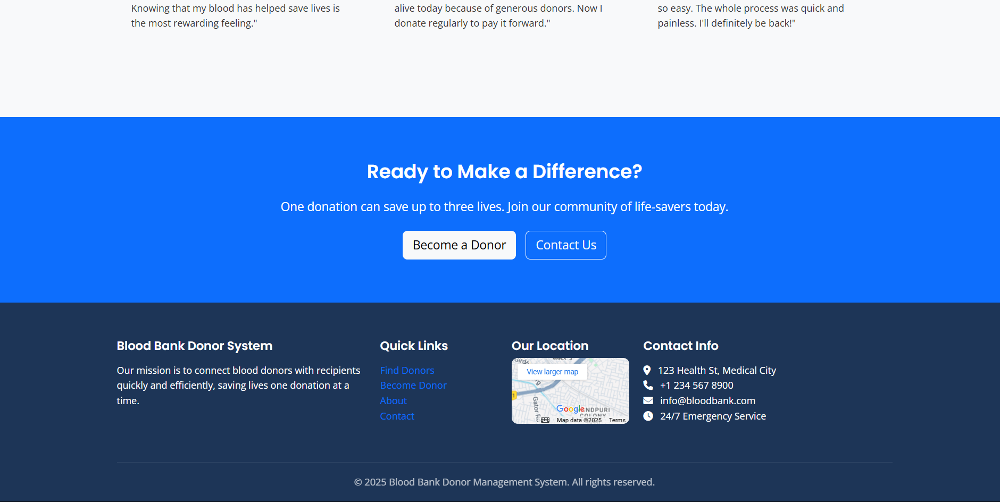 Knowing that my blood has helped save lives is
the most rewarding feeling."
alive today because of generous donors. Now I
donate regularly to pay it forward."
so easy. The whole process was quick and
painless. I'll definitely be back!"
Ready to Make a Difference?
One donation can save up to three lives. Join our community of life-savers today.
Become a Donor
Contact Us
Blood Bank Donor System
Our mission is to connect blood donors with recipients
quickly and efficiently, saving lives one donation at a
time.
Quick Links
Find Donors
Become Donor
About
Contact
Our Location
View larger map
Google
Map data ©2025
Terms
Contact Info
123 Health St, Medical City
+1 234 567 8900
info@bloodbank.com
24/7 Emergency Service
© 2025 Blood Bank Donor Management System. All rights reserved.